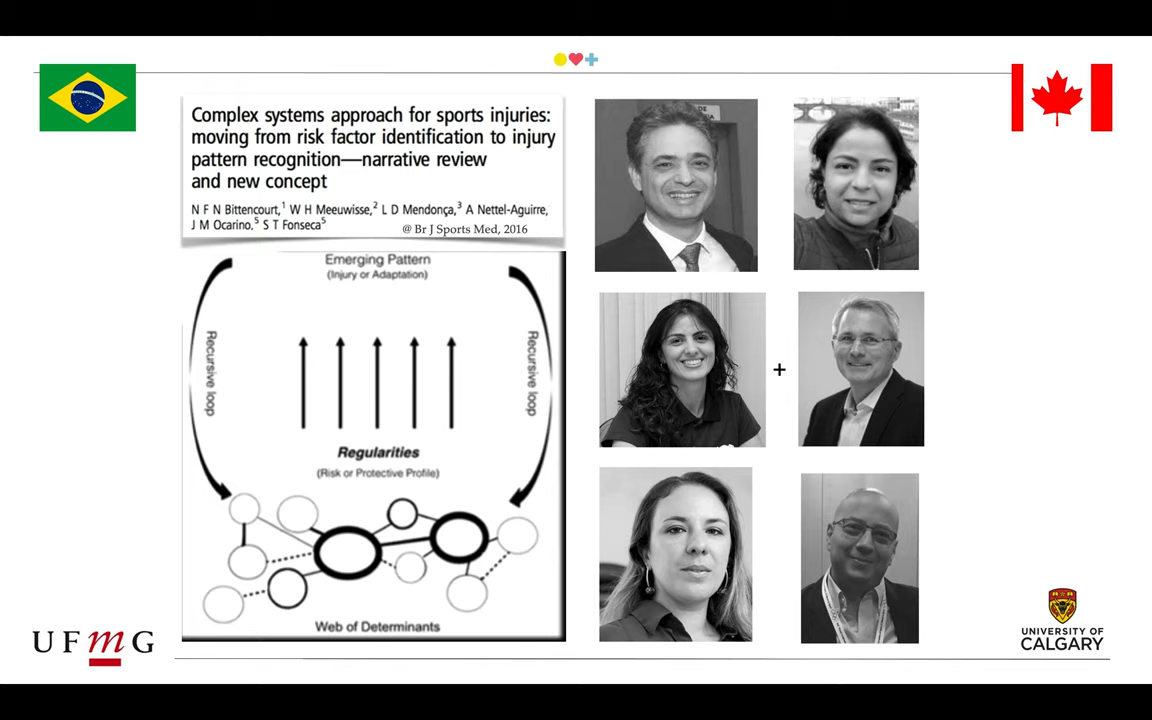 Complex systems approach for sports injuries:
moving from risk factor identification to injury
pattern recognition—narrative review
and new concept
N F N Bittencourt,1 W H Meeuwisse,2 L D Mendonça,3 A Nettel-Aguirre,
J M Ocarino,5 S T Fonseca5
@ Br J Sports Med, 2016
Emerging Pattern
(Injury or Adaptation)
Recursive loop
Recursive loop
Regularities
(Risk or Protective Profile)
Web of Determinants
+
UFmG
UNIVERSITY OF
CALGARY